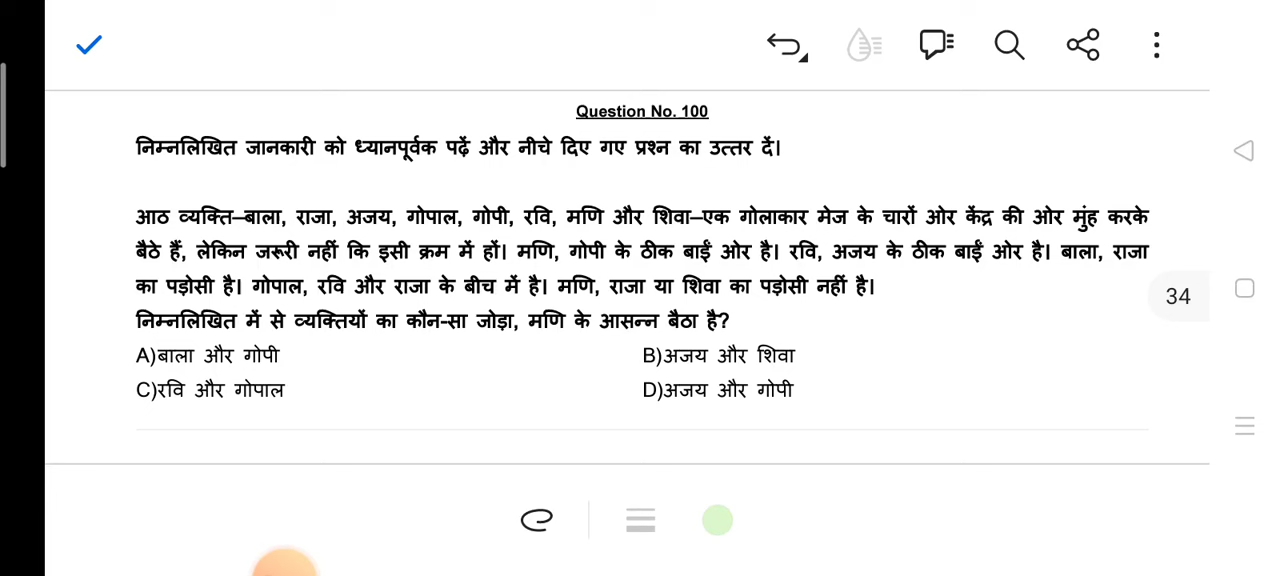 Question No. 100
निम्नलिखित जानकारी को ध्यानपूर्वक पढ़ें और नीचे दिए गए प्रश्न का उत्तर दें।
आठ व्यक्ति–बाला, राजा, अजय, गोपाल, गोपी, रवि, मणि और शिवा–एक गोलाकार मेज के चारों ओर केंद्र की ओर मुंह करके
बैठे हैं, लेकिन जरूरी नहीं कि इसी क्रम में हों। मणि, गोपी के ठीक बाईं ओर है। रवि, अजय के ठीक बाईं ओर है। बाला, राजा
का पड़ोसी है। गोपाल, रवि और राजा के बीच में है। मणि, राजा या शिवा का पड़ोसी नहीं है।
34
निम्नलिखित में से व्यक्तियों का कौन-सा जोड़ा, मणि के आसन्न बैठा है?
A)बाला और गोपी B)अजय और शिवा
C)रवि और गोपाल D)अजय और गोपी